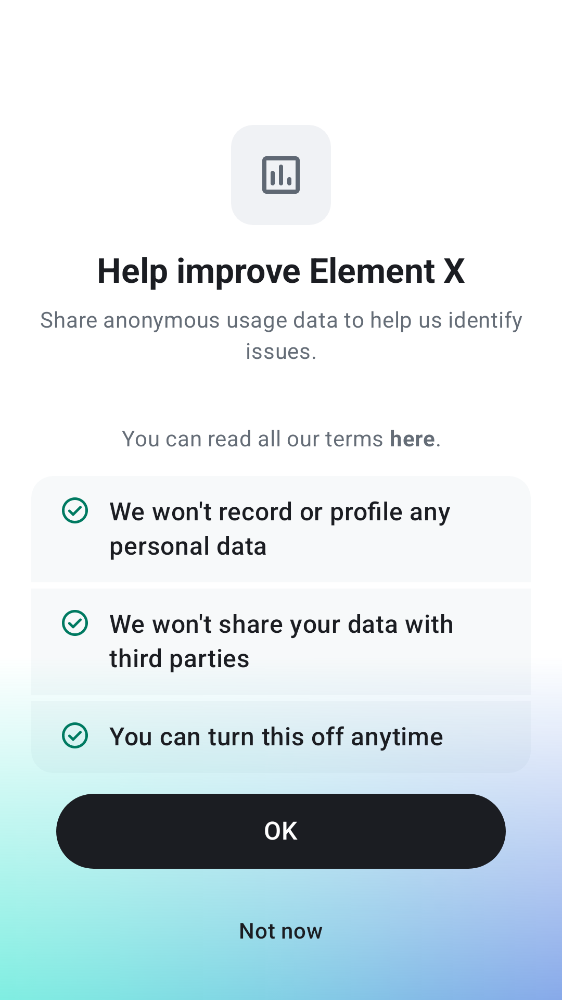 Help improve Element X
Share anonymous usage data to help us identify
issues.
You can read all our terms here.
We won't record or profile any
personal data
We won't share your data with
third parties
You can turn this off anytime
OK
Not now